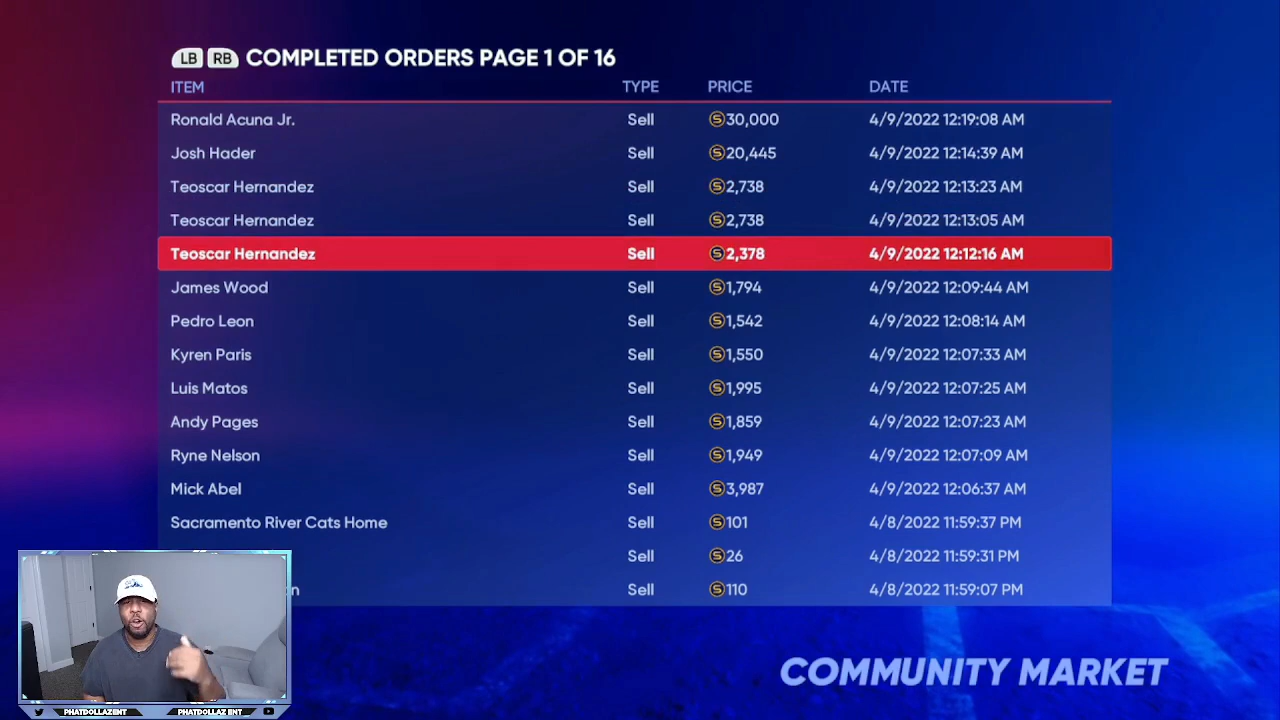 LB RB COMPLETED ORDERS PAGE 1 OF 16
ITEM TYPE PRICE DATE
Ronald Acuna Jr. Sell S 30,000 4/9/2022 12:19:08 AM
Josh Hader Sell S 20,445 4/9/2022 12:14:39 AM
Teoscar Hernandez Sell S 2,738 4/9/2022 12:13:23 AM
Teoscar Hernandez Sell S 2,738 4/9/2022 12:13:05 AM
Teoscar Hernandez Sell S 2,378 4/9/2022 12:12:16 AM
James Wood Sell S 1,794 4/9/2022 12:09:44 AM
Pedro Leon Sell S 1,542 4/9/2022 12:08:14 AM
Kyren Paris Sell S 1,550 4/9/2022 12:07:33 AM
Luis Matos Sell S 1,995 4/9/2022 12:07:25 AM
Andy Pages Sell S 1,859 4/9/2022 12:07:23 AM
Ryne Nelson Sell S 1,949 4/9/2022 12:07:09 AM
Mick Abel Sell S 3,987 4/9/2022 12:06:37 AM
Sacramento River Cats Home Sell S 101 4/8/2022 11:59:37 PM
Sell S 26 4/8/2022 11:59:31 PM
n Sell S 110 4/8/2022 11:59:07 PM
COMMUNITY MARKET
PHATDOLLAZENT PHATDOLLAZ ENT